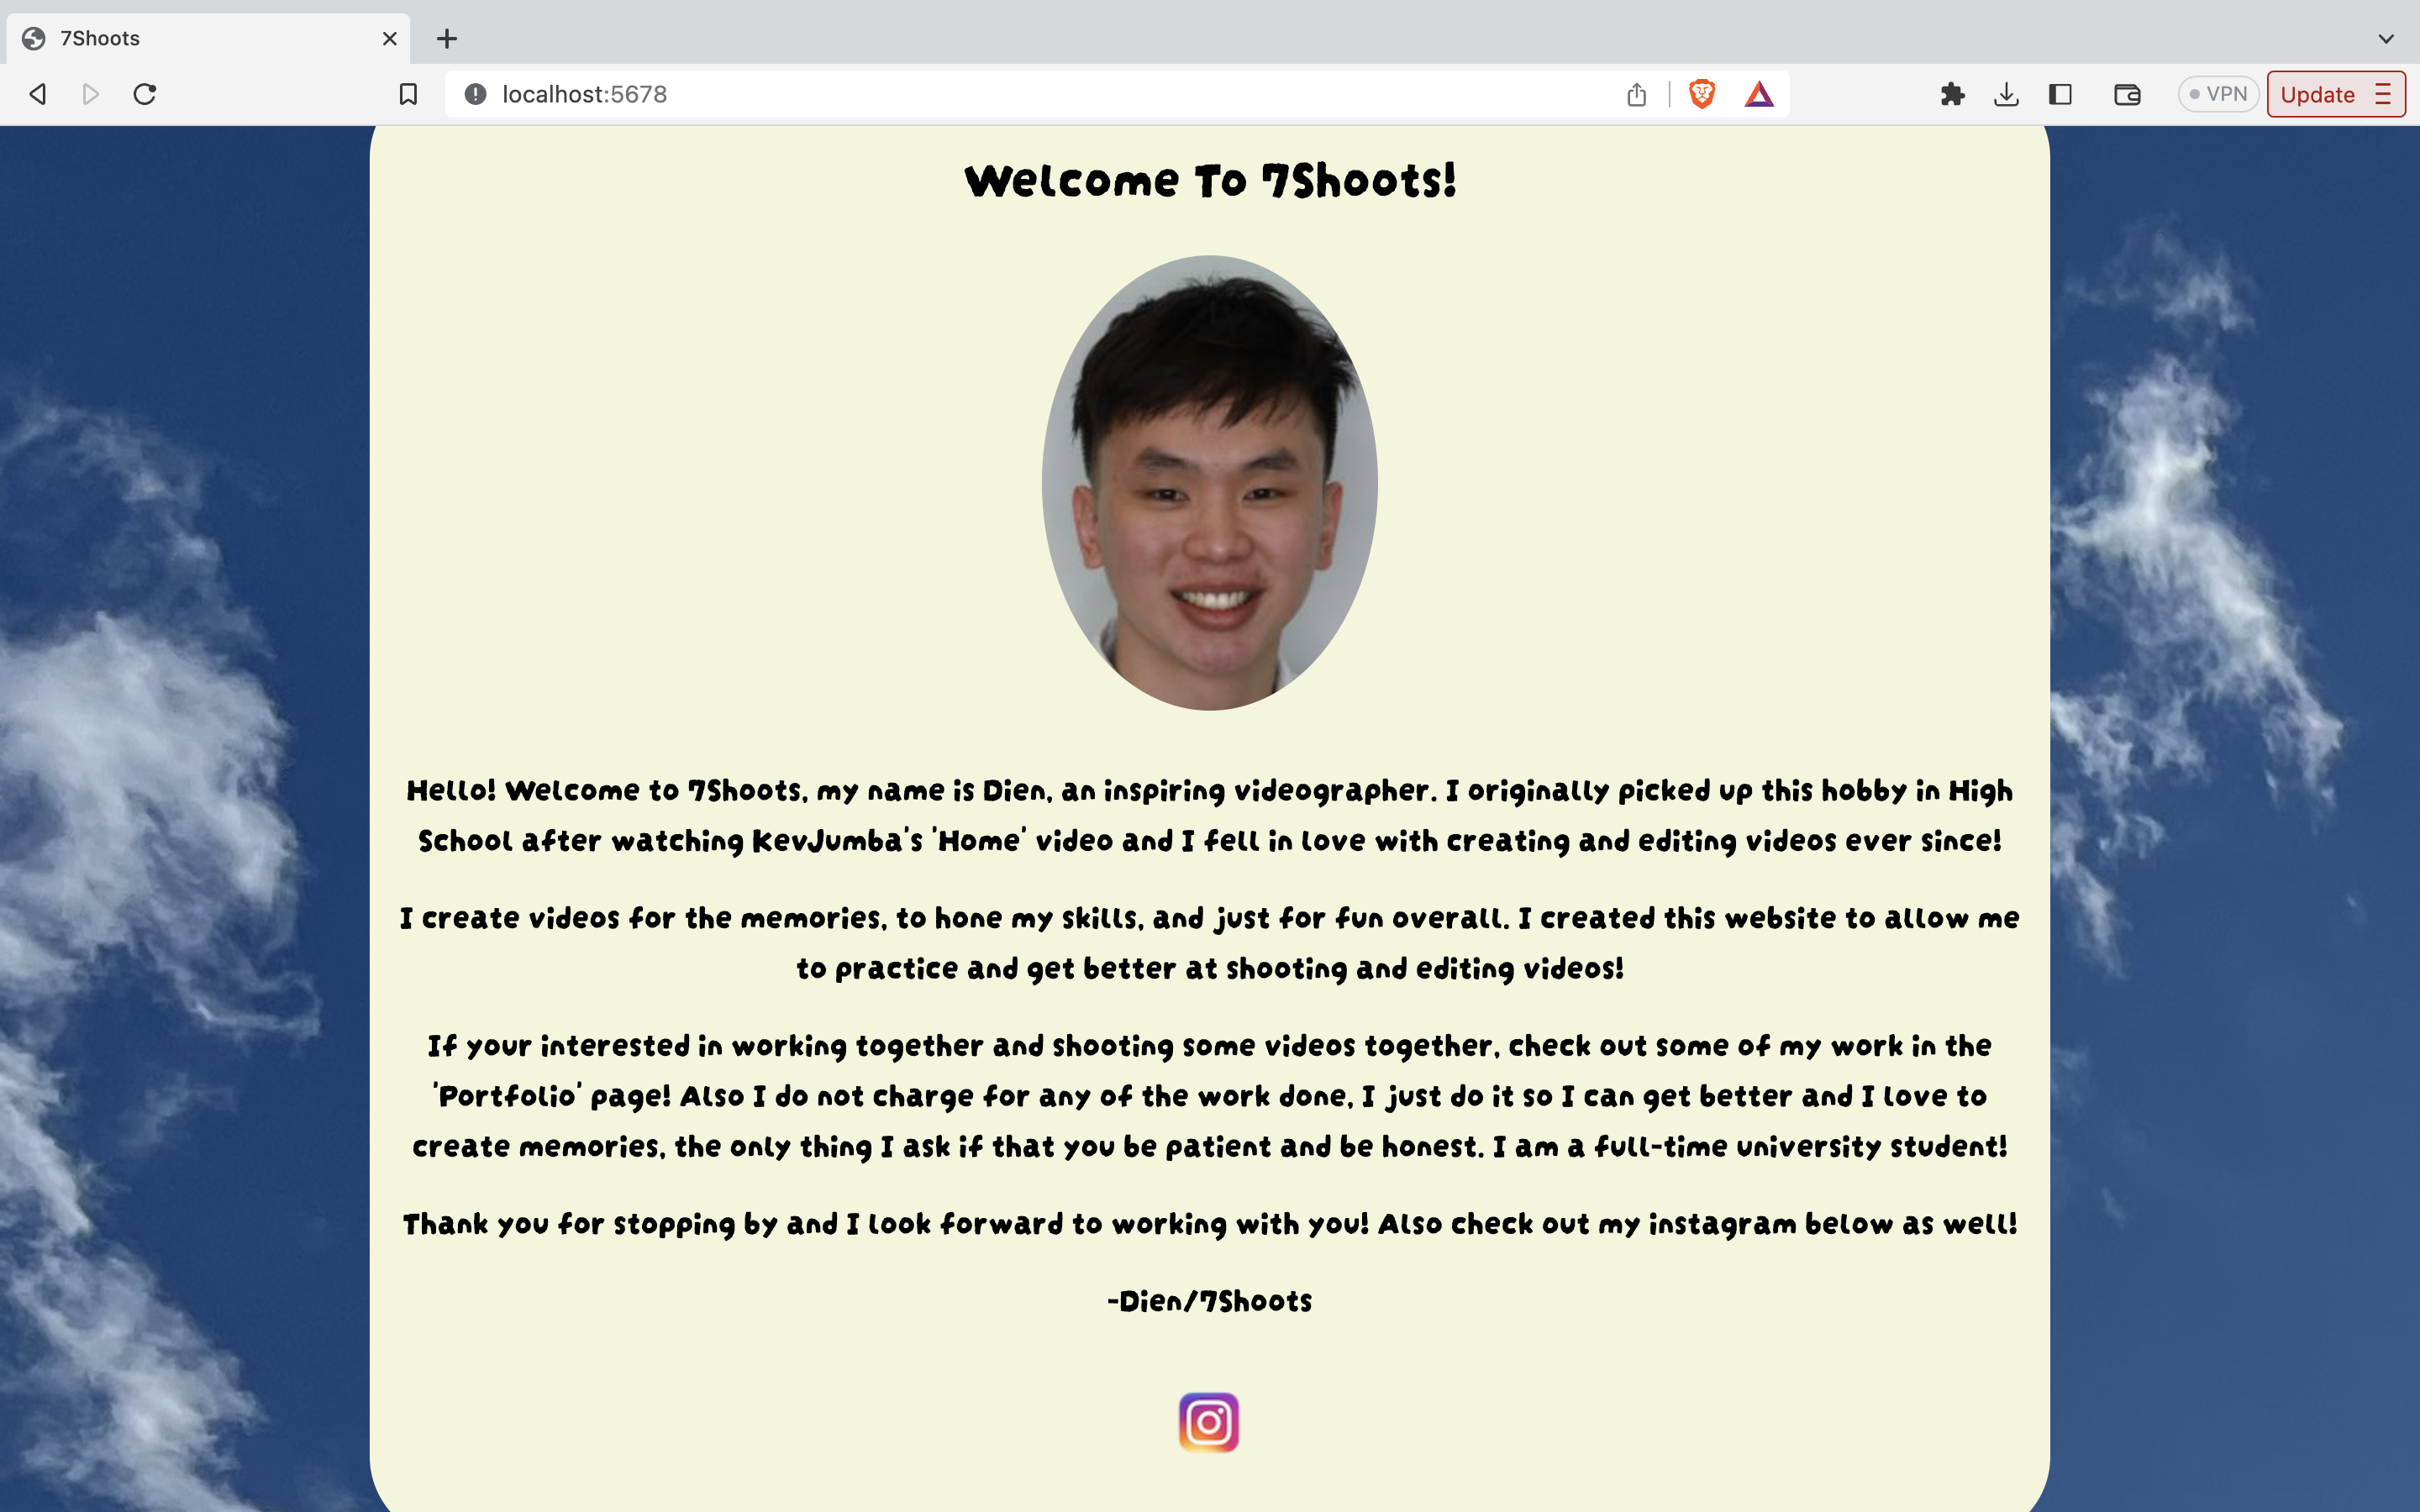 7Shoots
localhost:5678
VPN
Update
Welcome To 7Shoots!
Hello! Welcome to 7Shoots, my name is Dien, an inspiring videographer. I originally picked up this hobby in High
School after watching KevJumba's 'Home' video and I fell in love with creating and editing videos ever since!
I create videos for the memories, to hone my skills, and just for fun overall. I created this website to allow me
to practice and get better at shooting and editing videos!
If your interested in working together and shooting some videos together, check out some of my work in the
'Portfolio' page! Also I do not charge for any of the work done, I just do it so I can get better and I love to
create memories, the only thing I ask if that you be patient and be honest. I am a full-time university student!
Thank you for stopping by and I look forward to working with you! Also check out my instagram below as well!
-Dien/7Shoots